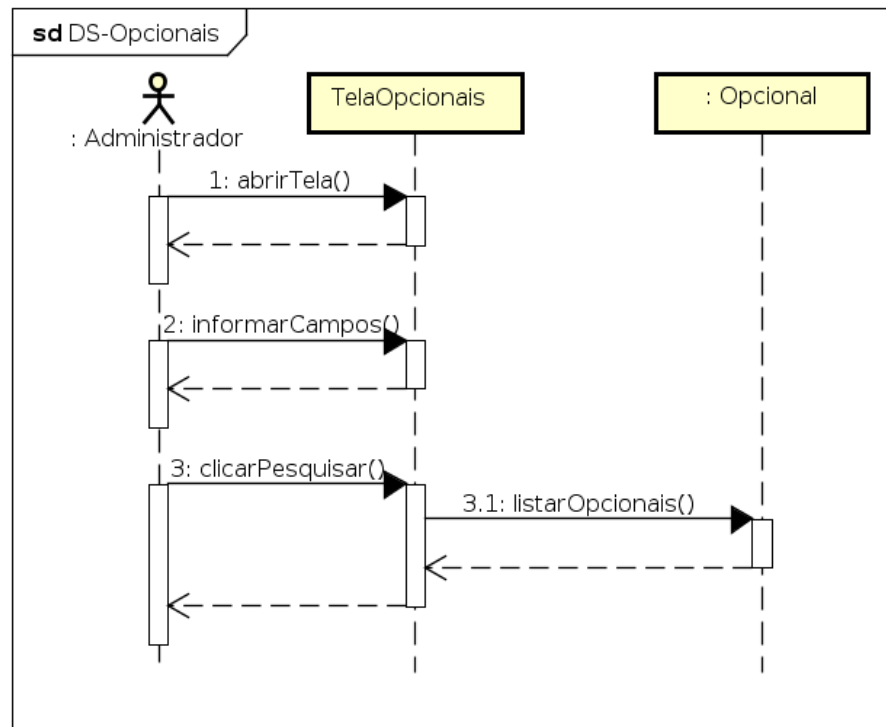 sd DS-Opcionais
: Administrador
TelaOpcionais
: Opcional
1: abrirTela()
2: informarCampos()
3: clicarPesquisar()
3.1: listarOpcionais()